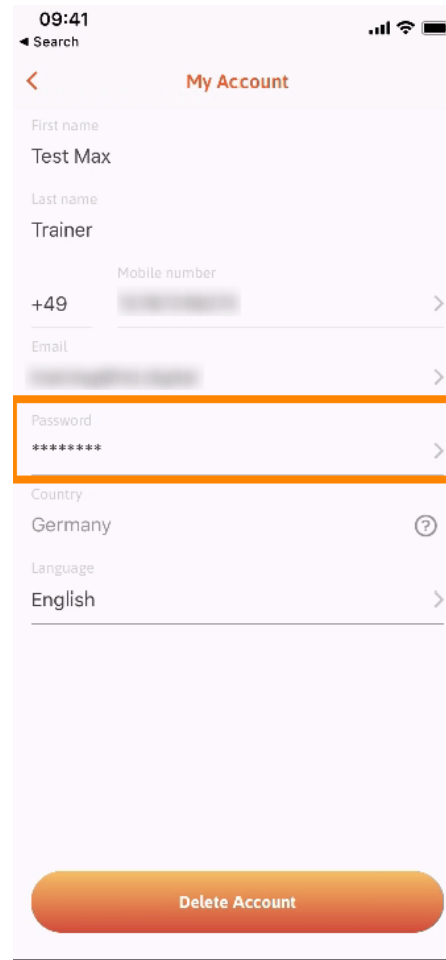 09:41
◀ Search
My Account
First name
Test Max
Last name
Trainer
Mobile number
+49
Email
Password
********
Country
Germany
Language
English
Delete Account